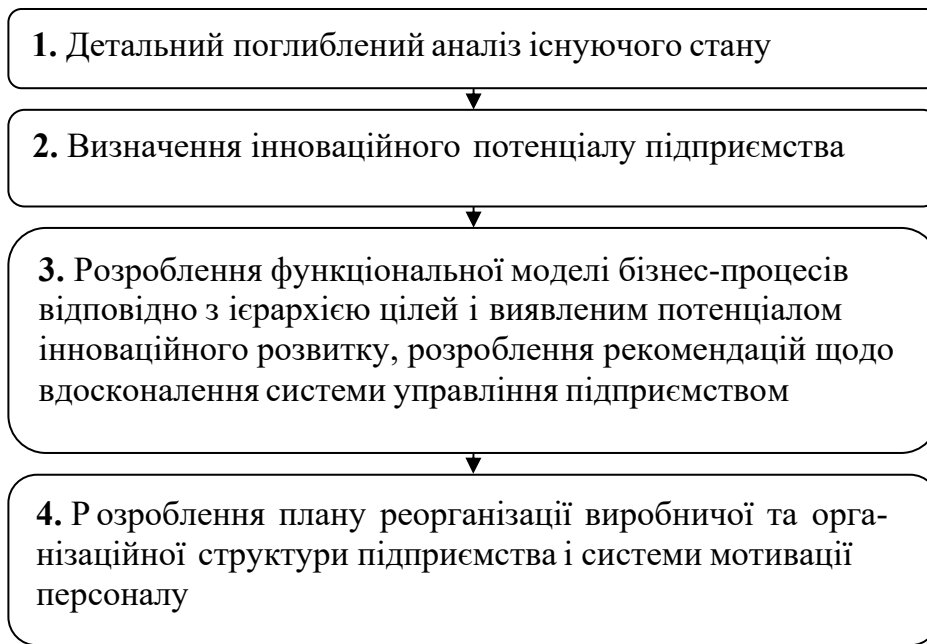 1. Детальний поглиблений аналіз існуючого стану
2. Визначення інноваційного потенціалу підприємства
3. Розроблення функціональної моделі бізнес-процесів
відповідно з ієрархією цілей і виявленим потенціалом
інноваційного розвитку, розроблення рекомендацій щодо
вдосконалення системи управління підприємством
4. Р озроблення плану реорганізації виробничої та орга-
нізаційної структури підприємства і системи мотивації
персоналу